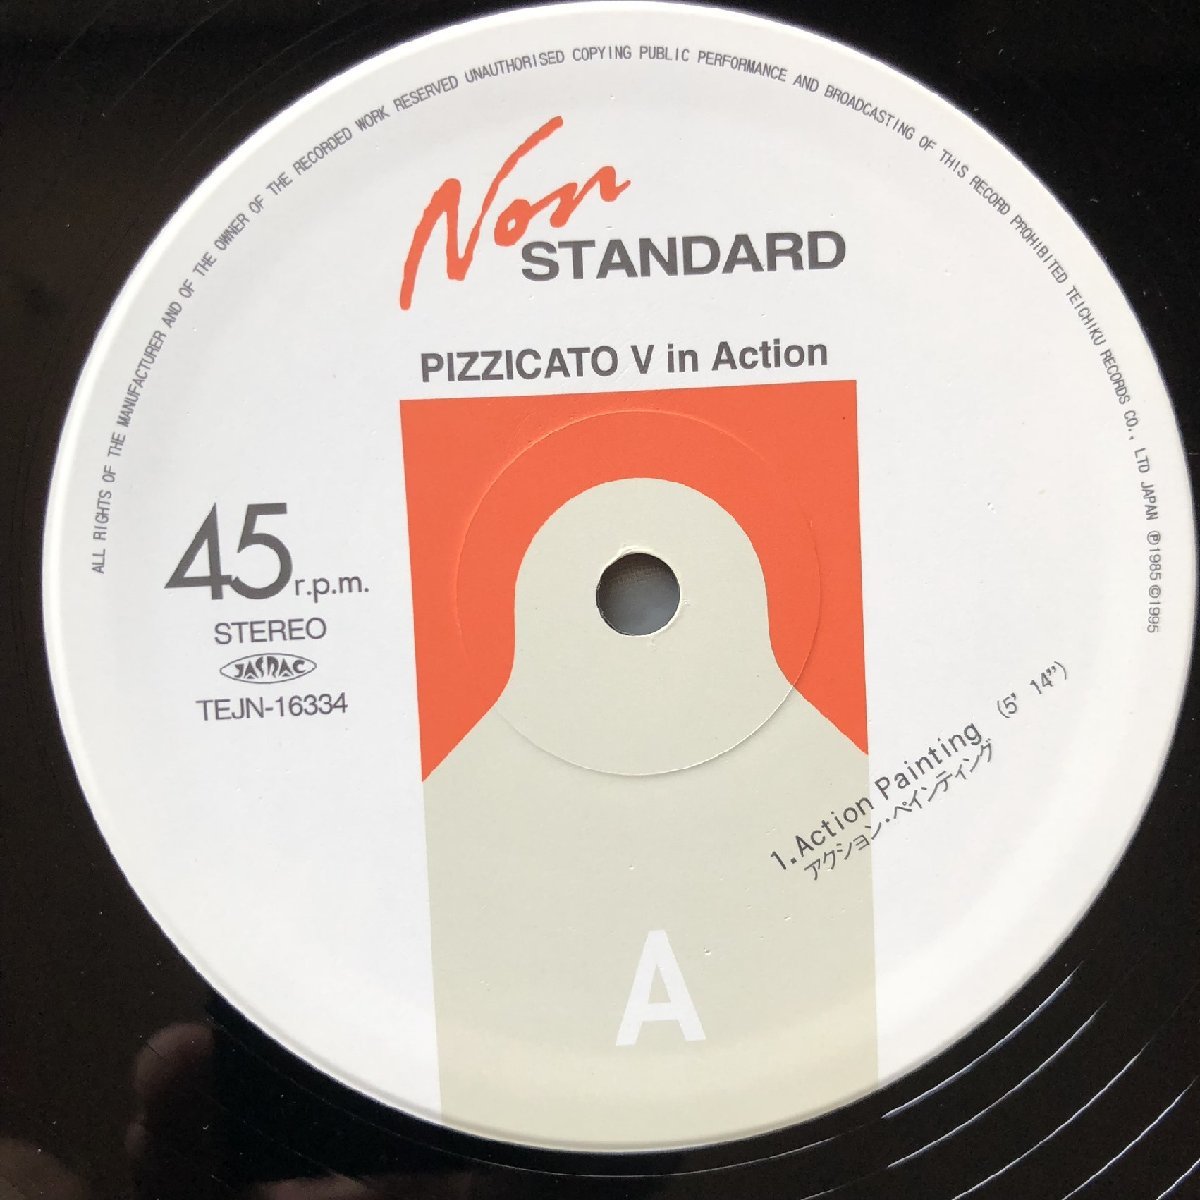 ALL RIGHTS OF THE MANUFACTURER AND OF THE OWNER OF THE RECORDED WORK RESERVED UNAUTHORISED COPYING PUBLIC PERFORMANCE AND BROADCASTING OF THIS RECORD PROHIBITED TEICHIKU RECORDS CO., LTD JAPAN ℗1985 ©1995
Non
STANDARD
PIZZICATO V in Action
45 r.p.m.
STEREO
JASRAC
TEJN-16334
1.Action Painting (5' 14")
アクション・ペインティング
A